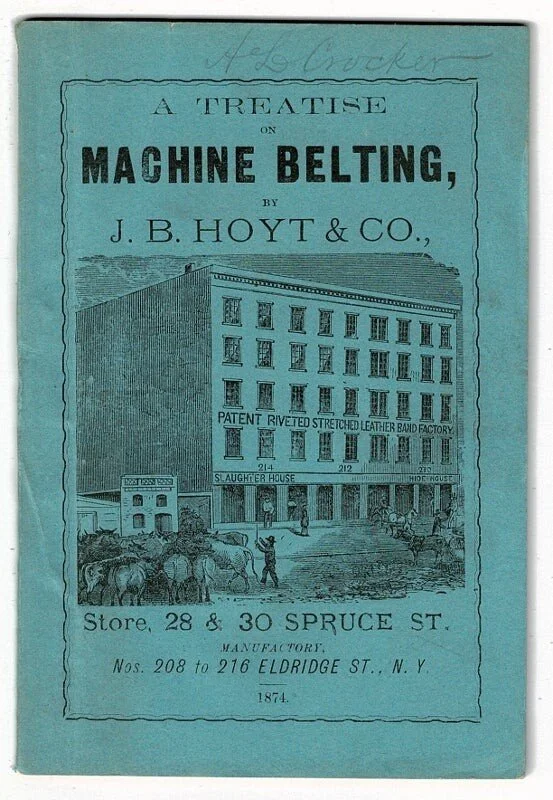 A L Crocker
A TREATISE
ON
MACHINE BELTING,
BY
J. B. HOYT & CO.,
PATENT RIVETED STRETCHED LEATHER BAND FACTORY.
214 212
SLAUGHTER HOUSE HIDE HOUSE
Store, 28 & 30 SPRUCE ST.
MANUFACTORY,
Nos. 208 to 216 ELDRIDGE ST., N. Y.
1874.